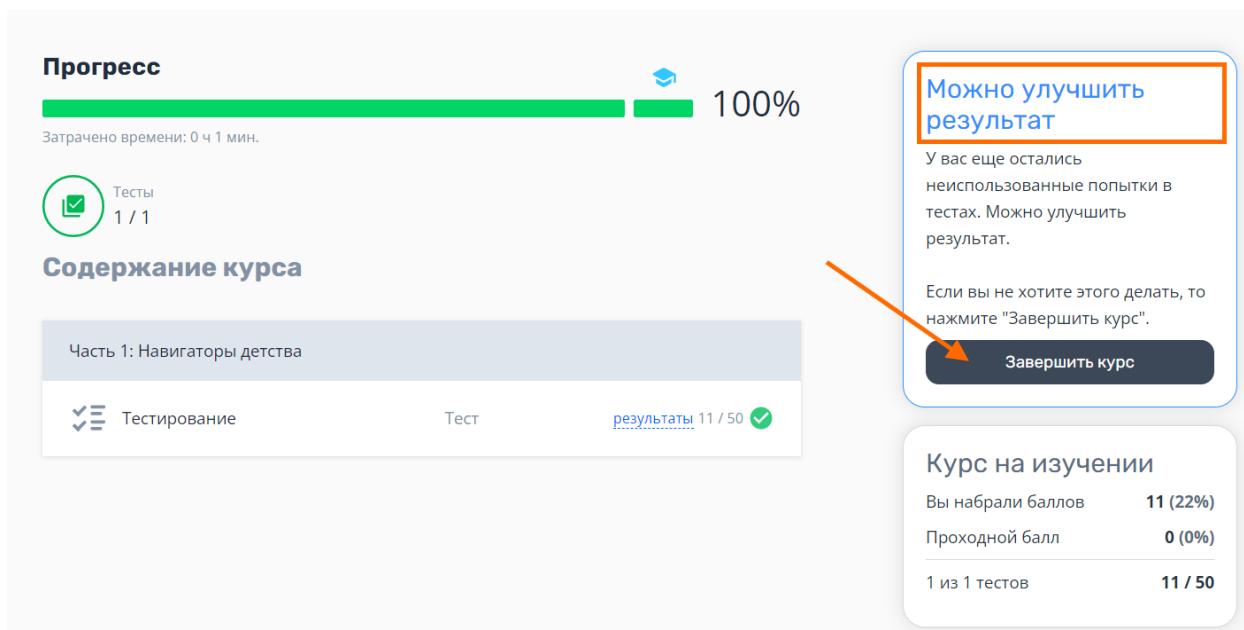 Прогресс
100%
Затрачено времени: 0 ч 1 мин.
Тесты
1 / 1
Содержание курса
Часть 1: Навигаторы детства
Тестирование Тест результаты 11 / 50
Можно улучшить
результат
У вас еще остались
неиспользованные попытки в
тестах. Можно улучшить
результат.
Если вы не хотите этого делать, то
нажмите "Завершить курс".
Завершить курс
Курс на изучении
Вы набрали баллов 11 (22%)
Проходной балл 0 (0%)
1 из 1 тестов 11 / 50